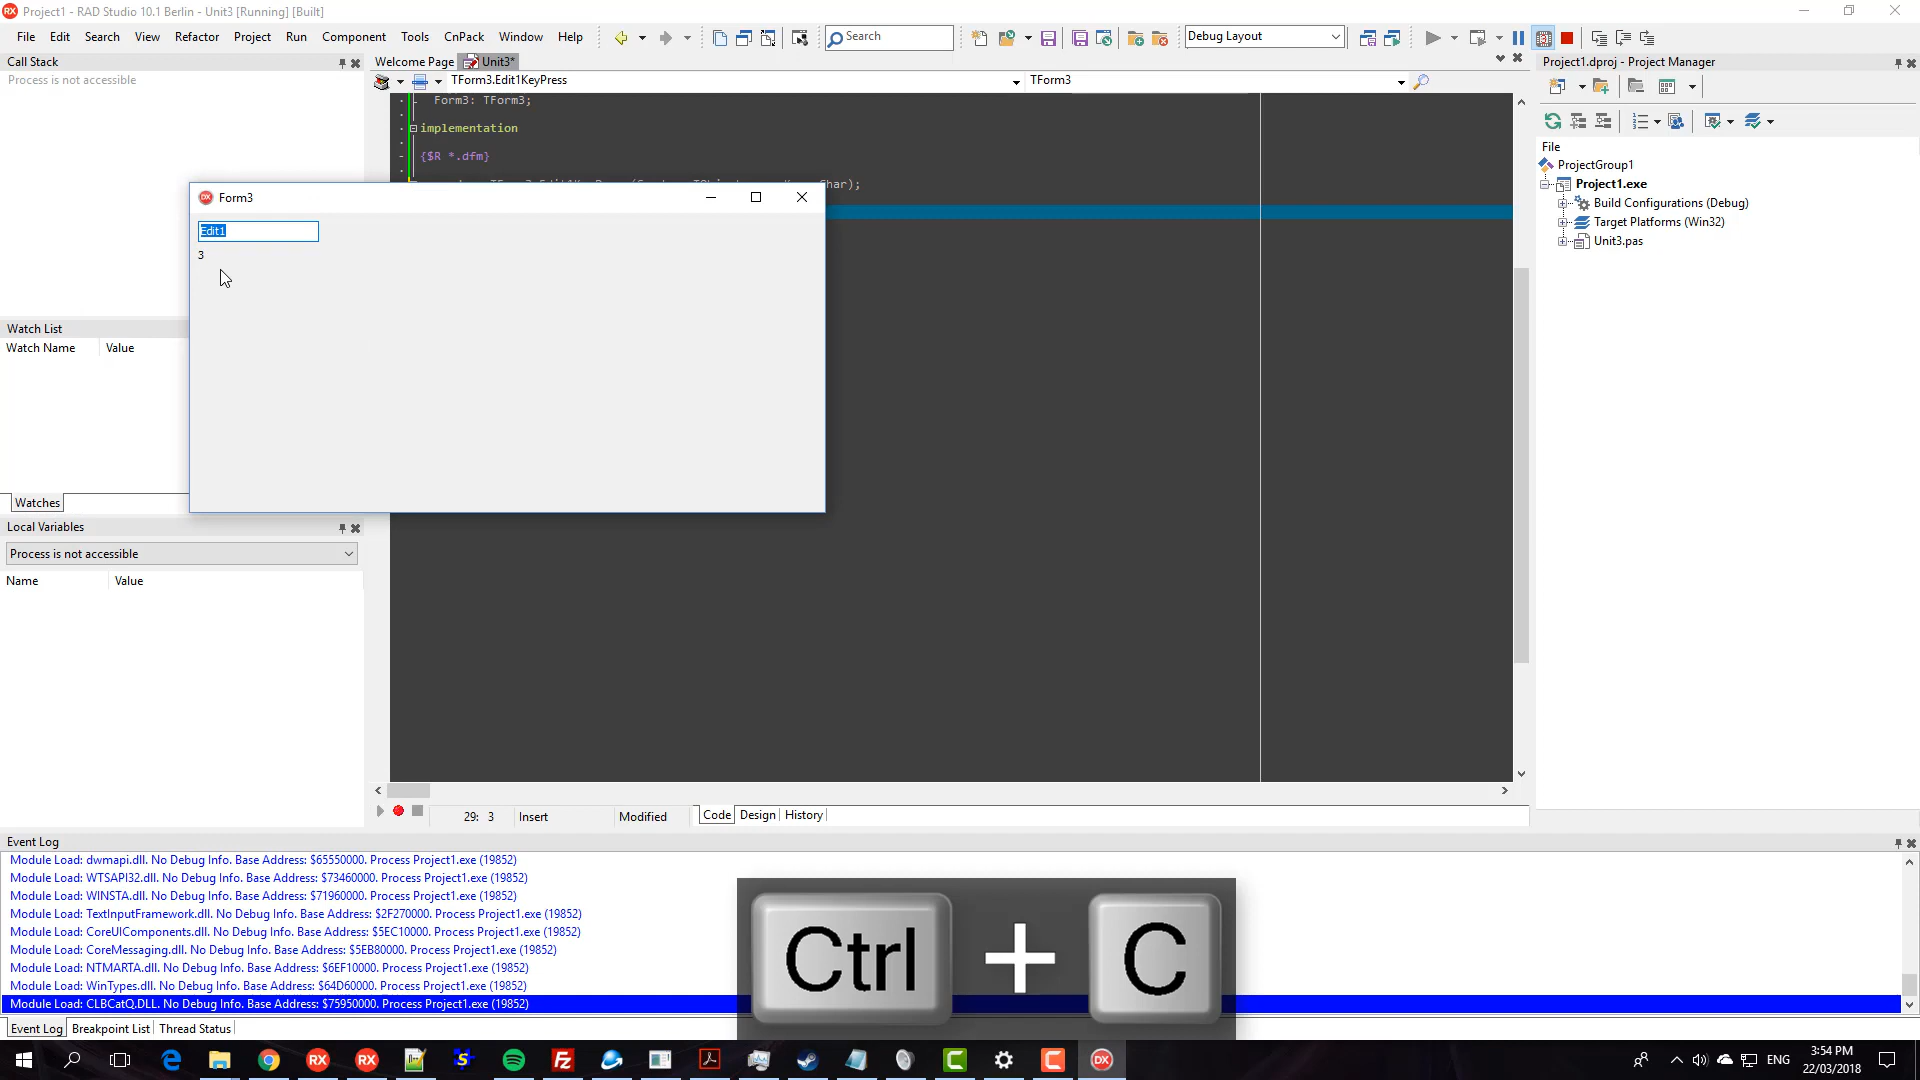 Project1 - RAD Studio 10.1 Berlin - Unit3 [Running] [Built]
File Edit Search View Refactor Project Run Component Tools CnPack Window Help
Search
Debug Layout
Call Stack
Process is not accessible
Welcome Page Unit3*
TForm3.Edit1KeyPress
TForm3
Form3: TForm3;
implementation
{$R *.dfm}
Char);
Form3
Edit1
3
Watch List
Watch Name Value
Watches
Local Variables
Process is not accessible
Name Value
29: 3 Insert Modified
Code Design History
Project1.dproj - Project Manager
File
ProjectGroup1
Project1.exe
Build Configurations (Debug)
Target Platforms (Win32)
Unit3.pas
Event Log
Module Load: dwmapi.dll. No Debug Info. Base Address: $65550000. Process Project1.exe (19852)
Module Load: WTSAPI32.dll. No Debug Info. Base Address: $73460000. Process Project1.exe (19852)
Module Load: WINSTA.dll. No Debug Info. Base Address: $71960000. Process Project1.exe (19852)
Module Load: TextInputFramework.dll. No Debug Info. Base Address: $2F270000. Process Project1.exe (19852)
Module Load: CoreUIComponents.dll. No Debug Info. Base Address: $5EC10000. Process Project1.exe (19852)
Module Load: CoreMessaging.dll. No Debug Info. Base Address: $5EB80000. Process Project1.exe (19852)
Module Load: NTMARTA.dll. No Debug Info. Base Address: $6EF10000. Process Project1.exe (19852)
Module Load: WinTypes.dll. No Debug Info. Base Address: $64D60000. Process Project1.exe (19852)
Module Load: CLBCatQ.DLL. No Debug Info. Base Address: $75950000. Process Project1.exe (19852)
Event Log Breakpoint List Thread Status
Ctrl + C
ENG
3:54 PM
22/03/2018